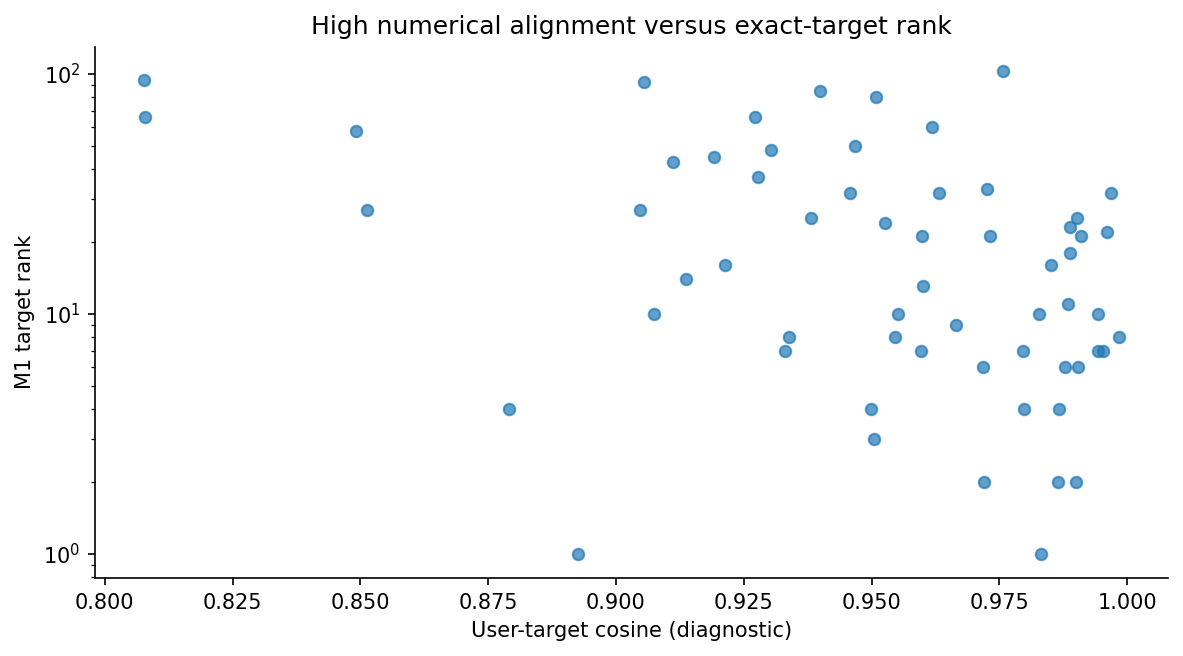 High numerical alignment versus exact-target rank
M1 target rank
10²
10¹
10⁰
0.800 0.825 0.850 0.875 0.900 0.925 0.950 0.975 1.000
User-target cosine (diagnostic)